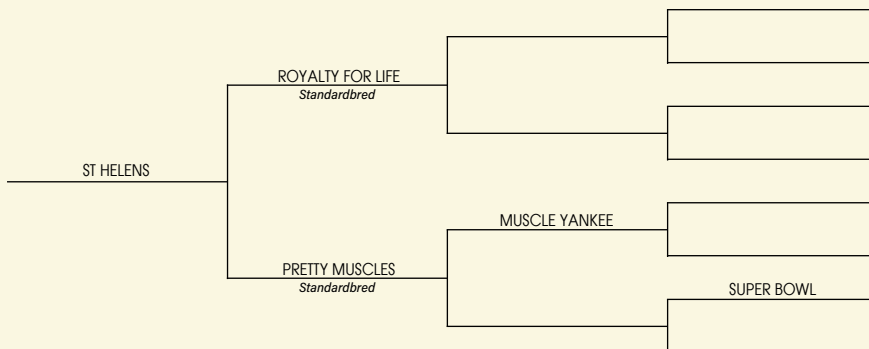 ROYALTY FOR LIFE
Standardbred
ST HELENS
MUSCLE YANKEE
PRETTY MUSCLES
Standardbred
SUPER BOWL